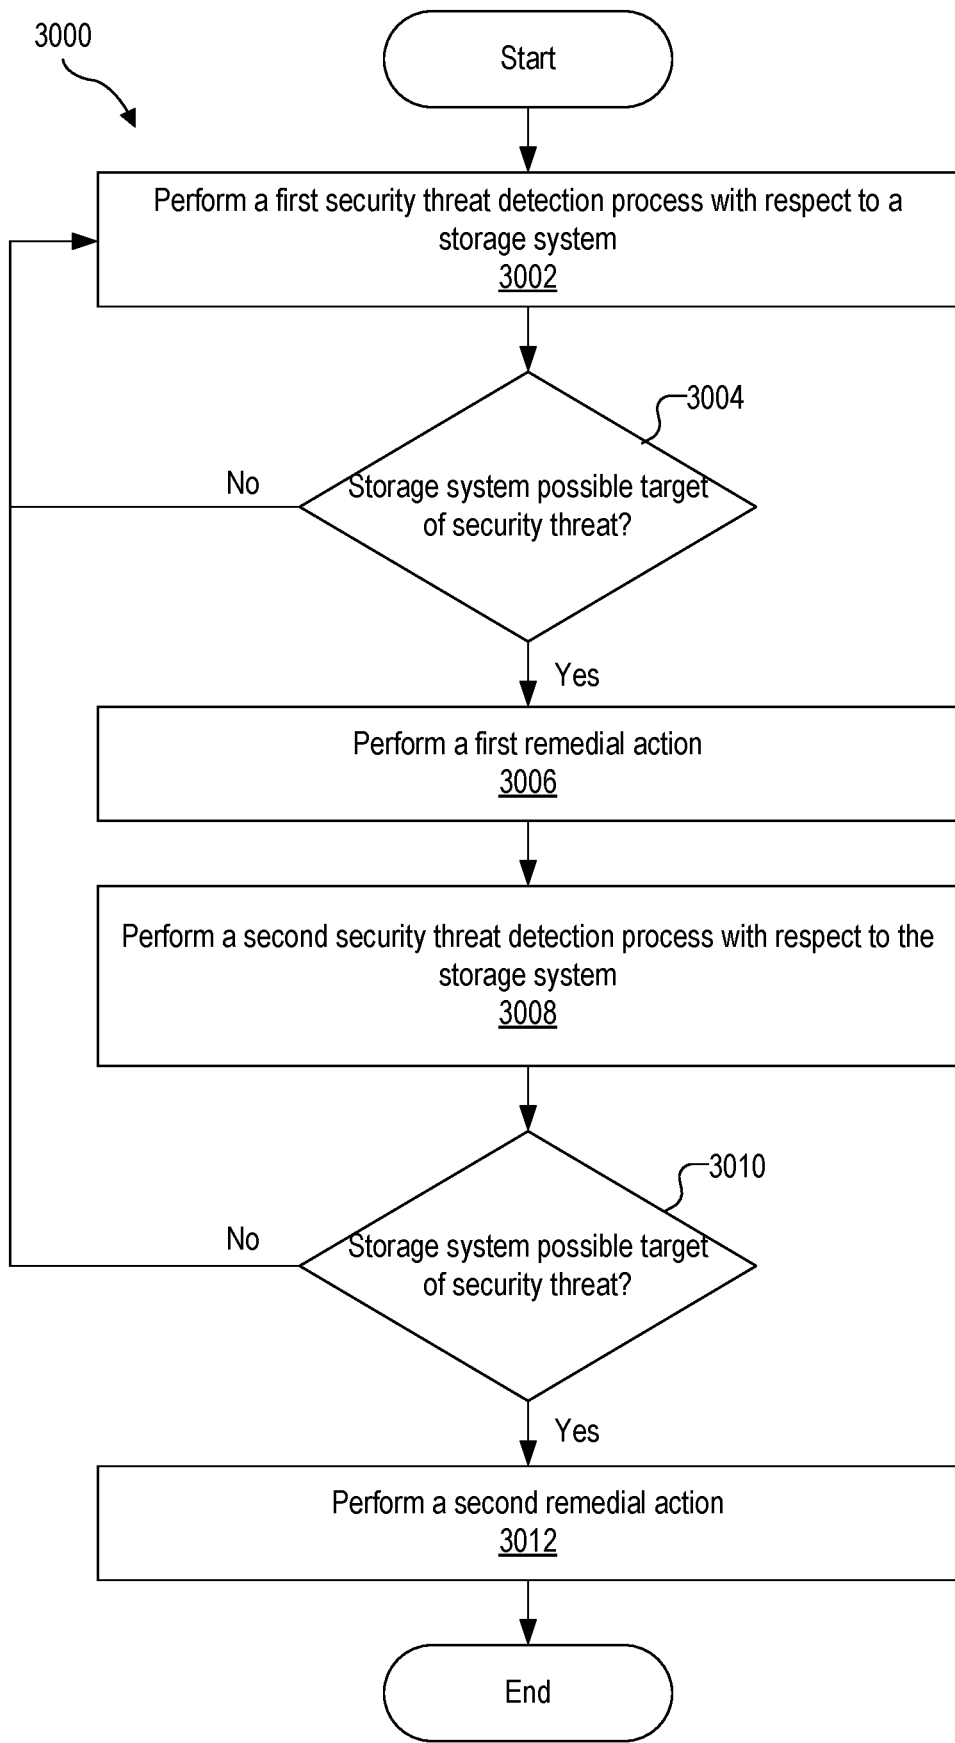 3000
Start
Perform a first security threat detection process with respect to a
storage system
3002
3004
No
Storage system possible target
of security threat?
Yes
Perform a first remedial action
3006
Perform a second security threat detection process with respect to the
storage system
3008
3010
No
Storage system possible target
of security threat?
Yes
Perform a second remedial action
3012
End